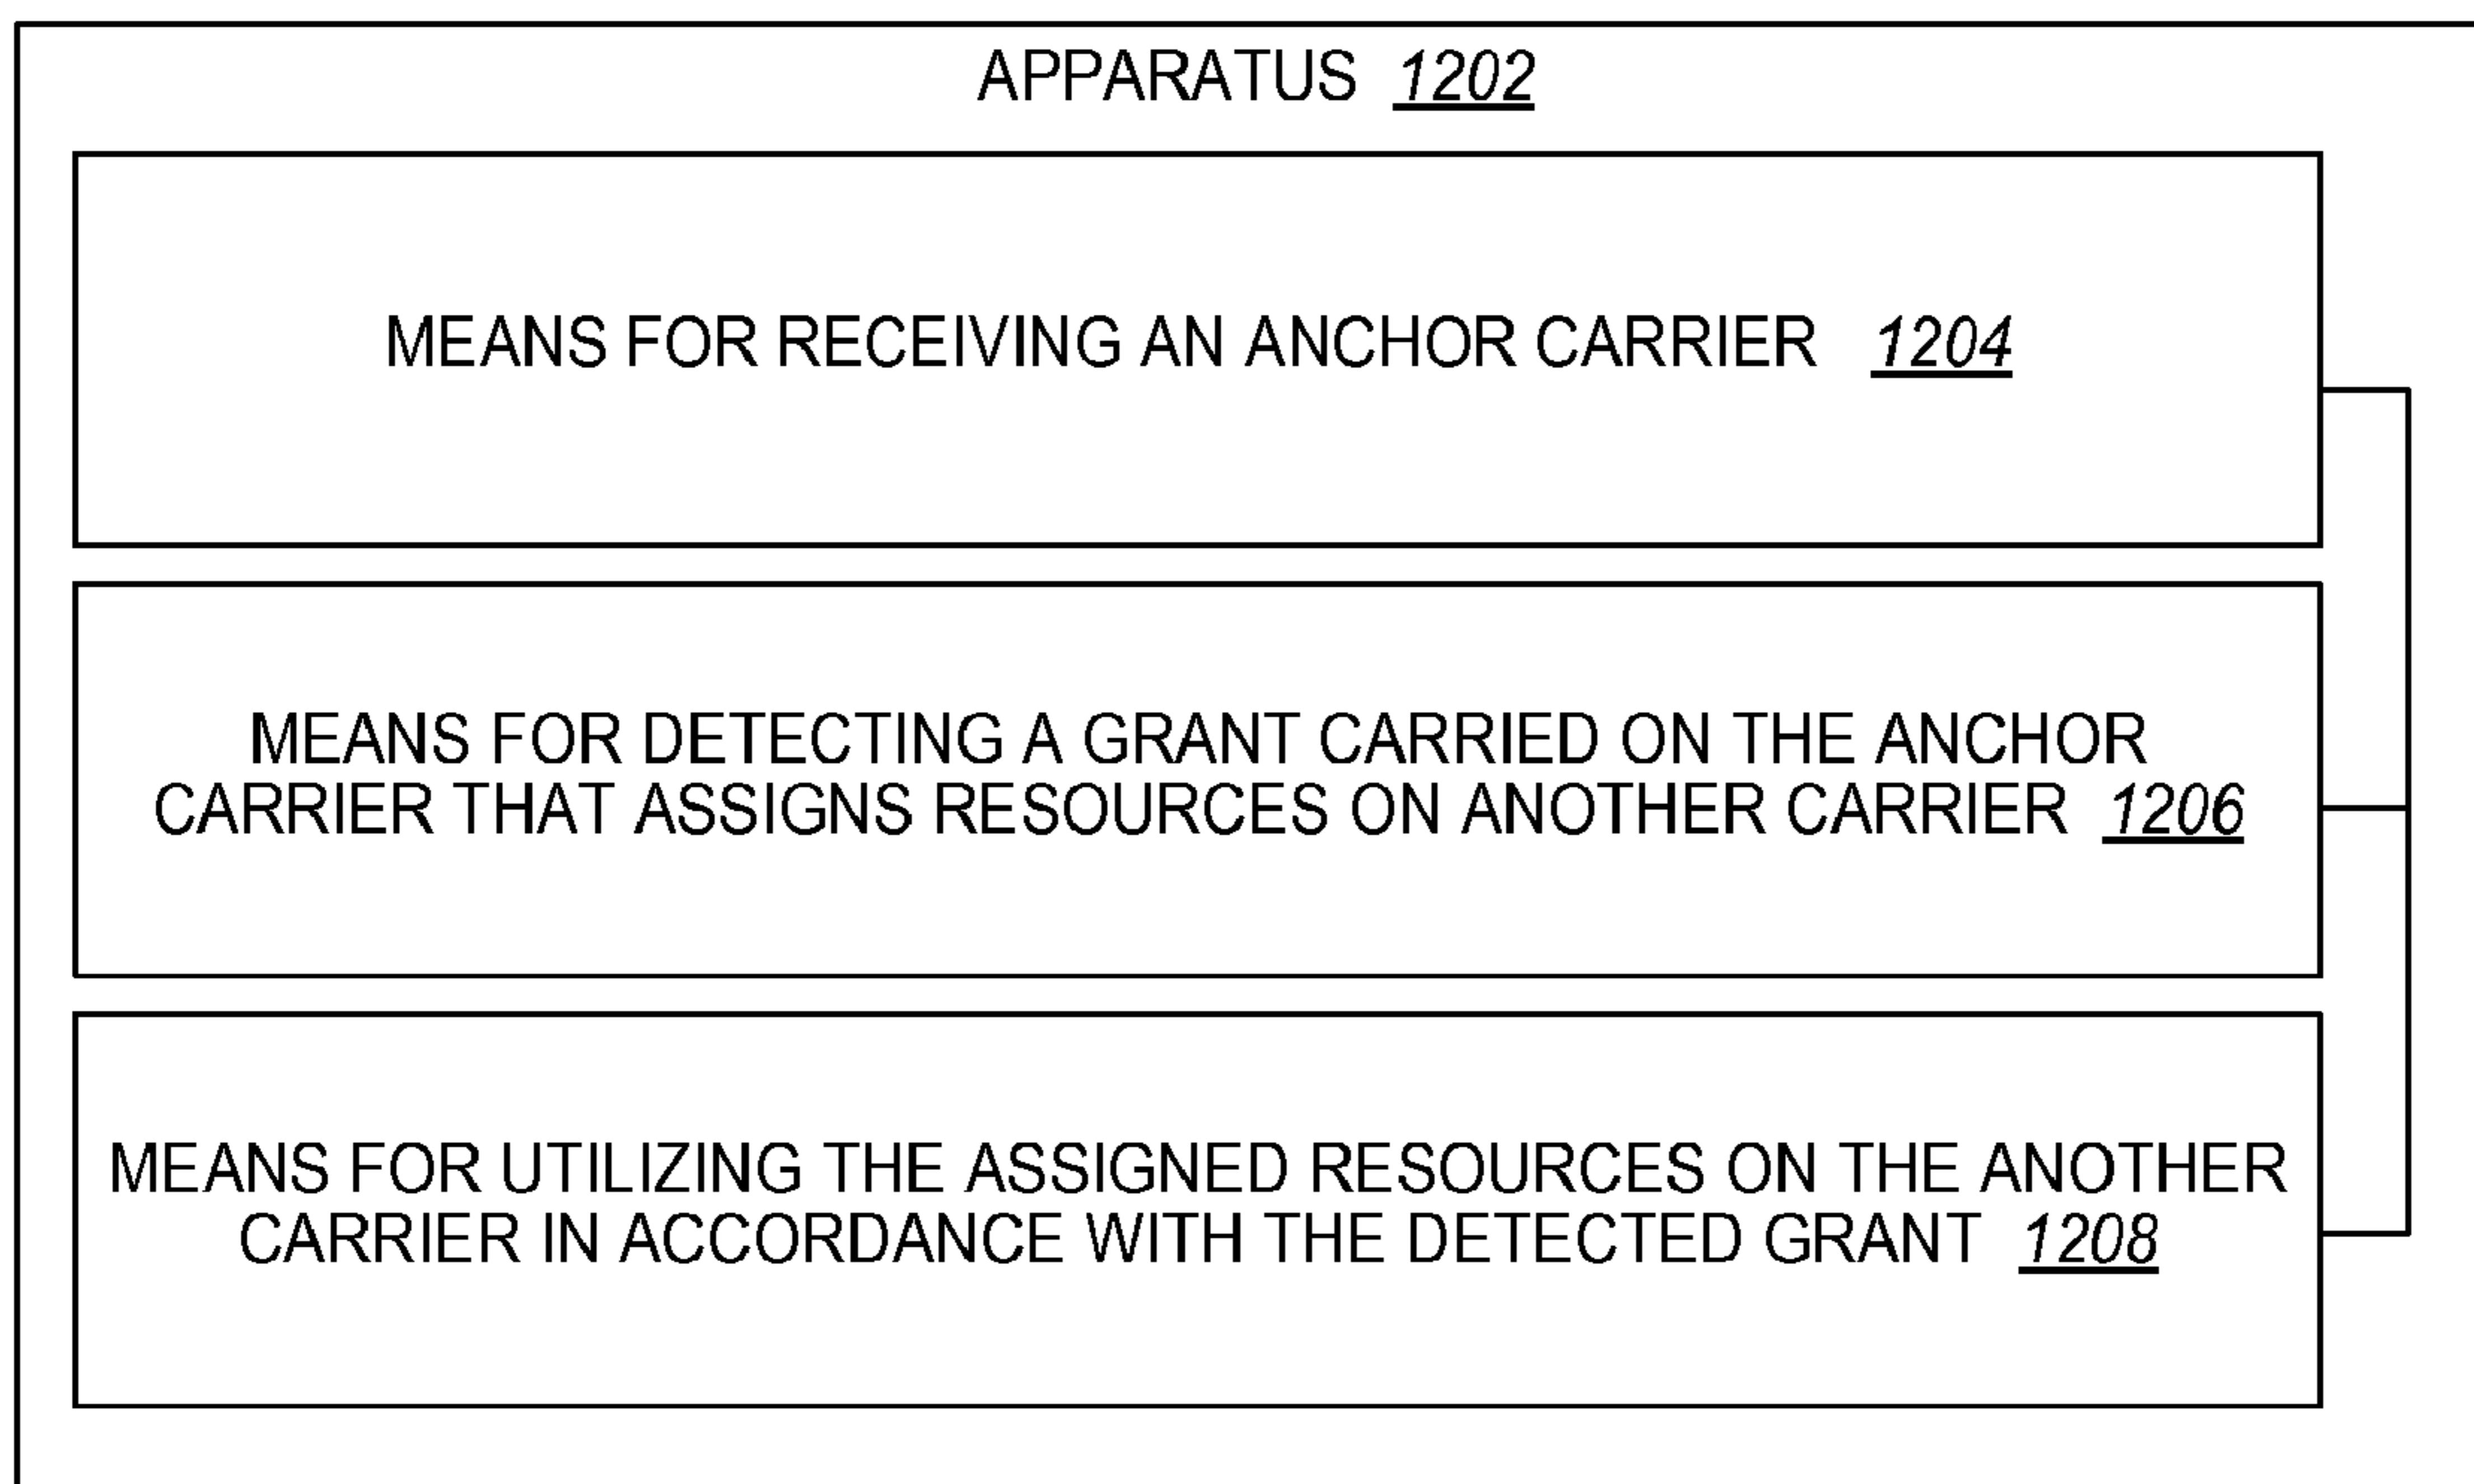 APPARATUS 1202
MEANS FOR RECEIVING AN ANCHOR CARRIER 1204
MEANS FOR DETECTING A GRANT CARRIED ON THE ANCHOR
CARRIER THAT ASSIGNS RESOURCES ON ANOTHER CARRIER 1206
MEANS FOR UTILIZING THE ASSIGNED RESOURCES ON THE ANOTHER
CARRIER IN ACCORDANCE WITH THE DETECTED GRANT 1208